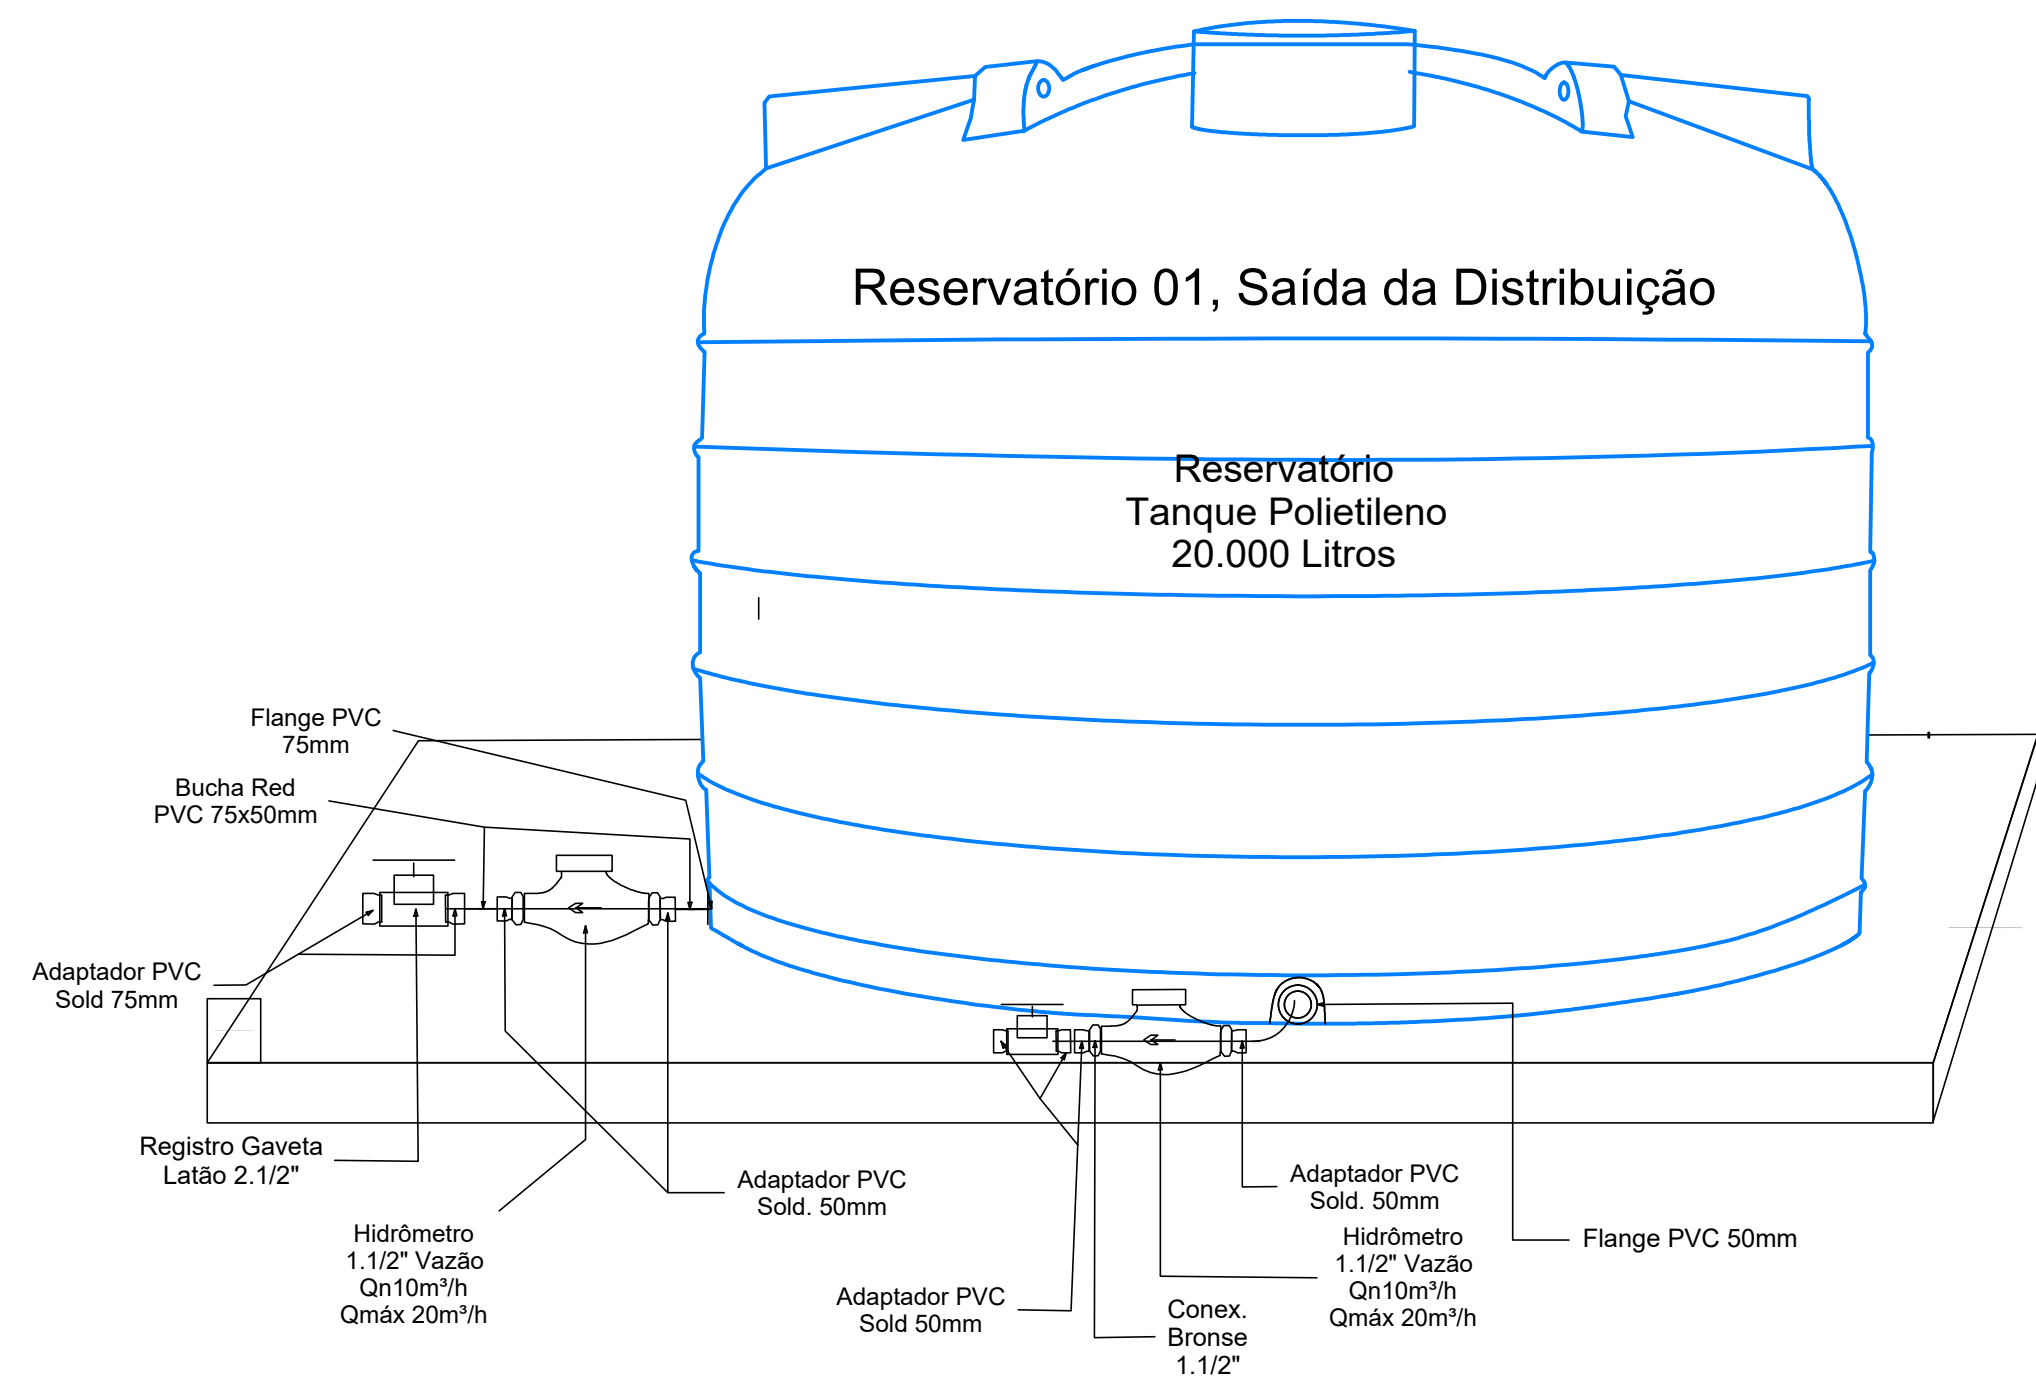 Reservatório 01, Saída da Distribuição
Reservatório
Tanque Polietileno
20.000 Litros
Flange PVC
75mm
Bucha Red
PVC 75x50mm
Adaptador PVC
Sold 75mm
Registro Gaveta
Latão 2.1/2"
Hidrômetro
1.1/2" Vazão
Qn10m³/h
Qmáx 20m³/h
Adaptador PVC
Sold. 50mm
Adaptador PVC
Sold 50mm
Conex.
Bronse
1.1/2"
Adaptador PVC
Sold. 50mm
Hidrômetro
1.1/2" Vazão
Qn10m³/h
Qmáx 20m³/h
Flange PVC 50mm